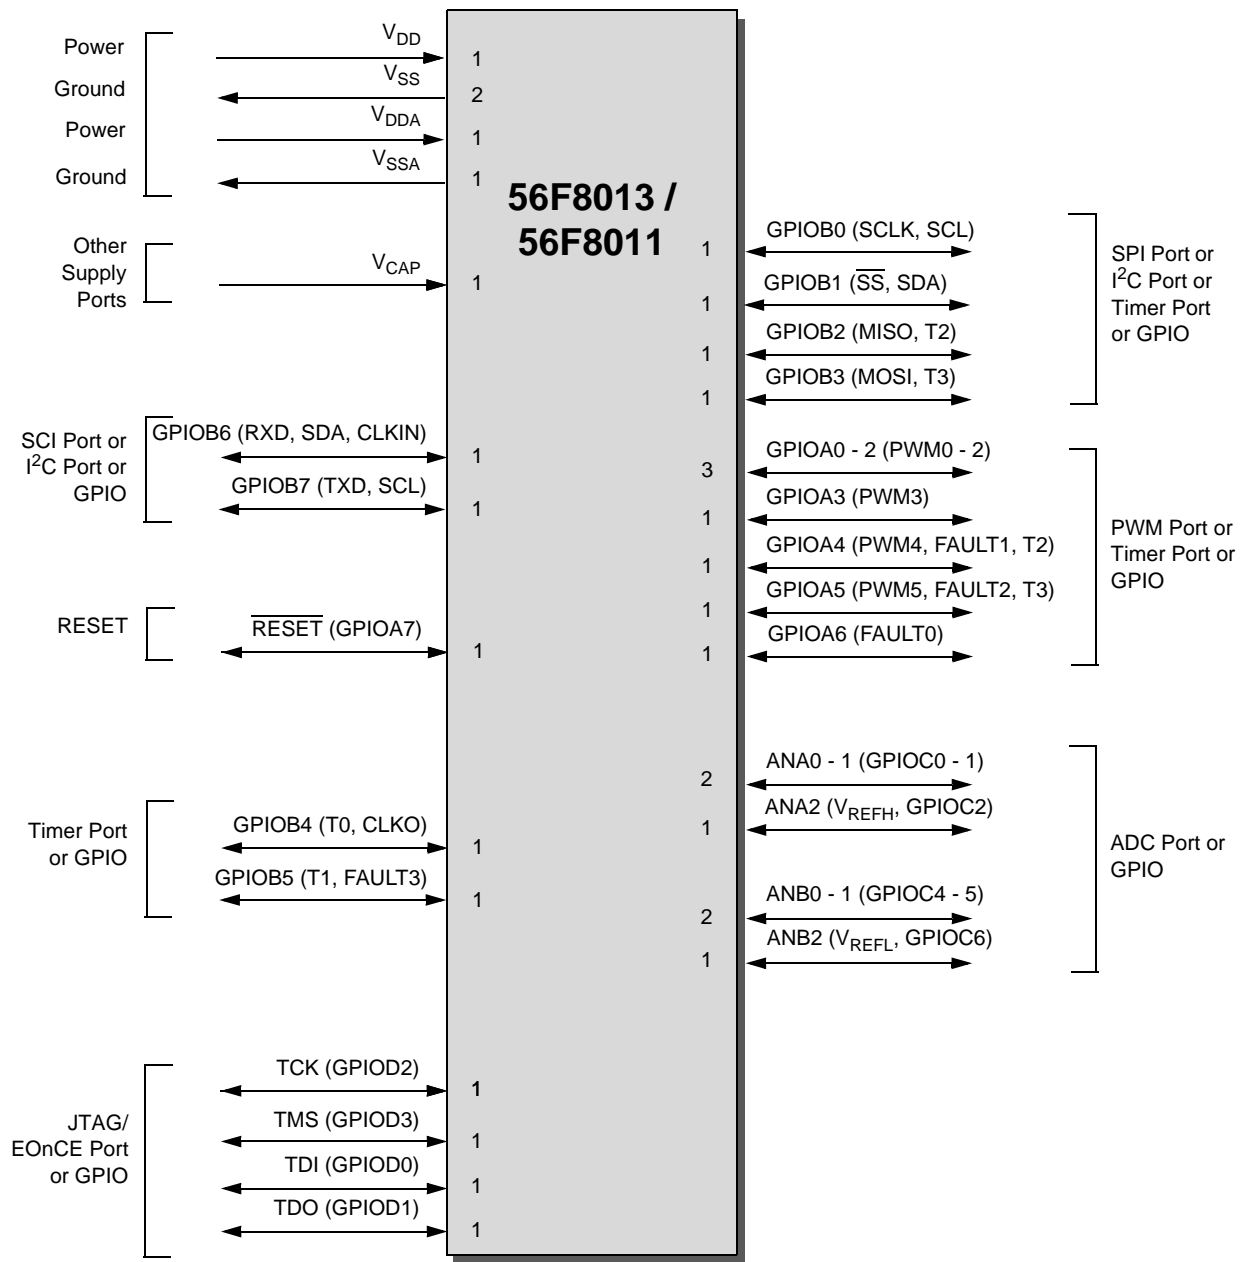 56F8013 /
56F8011
Power
V_DD
1
Ground
V_SS
2
Power
V_DDA
1
Ground
V_SSA
1
Other
Supply
Ports
V_CAP
1
SCI Port or
I²C Port or
GPIO
GPIOB6 (RXD, SDA, CLKIN)
1
GPIOB7 (TXD, SCL)
1
RESET
R̅E̅S̅E̅T̅ (GPIOA7)
1
Timer Port
or GPIO
GPIOB4 (T0, CLKO)
1
GPIOB5 (T1, FAULT3)
1
JTAG/
EOnCE Port
or GPIO
TCK (GPIOD2)
1
TMS (GPIOD3)
1
TDI (GPIOD0)
1
TDO (GPIOD1)
1
1
GPIOB0 (SCLK, SCL)
1
GPIOB1 (S̅S̅, SDA)
1
GPIOB2 (MISO, T2)
1
GPIOB3 (MOSI, T3)
SPI Port or
I²C Port or
Timer Port
or GPIO
3
GPIOA0 - 2 (PWM0 - 2)
1
GPIOA3 (PWM3)
1
GPIOA4 (PWM4, FAULT1, T2)
1
GPIOA5 (PWM5, FAULT2, T3)
1
GPIOA6 (FAULT0)
PWM Port or
Timer Port or
GPIO
2
ANA0 - 1 (GPIOC0 - 1)
1
ANA2 (V_REFH, GPIOC2)
2
ANB0 - 1 (GPIOC4 - 5)
1
ANB2 (V_REFL, GPIOC6)
ADC Port or
GPIO